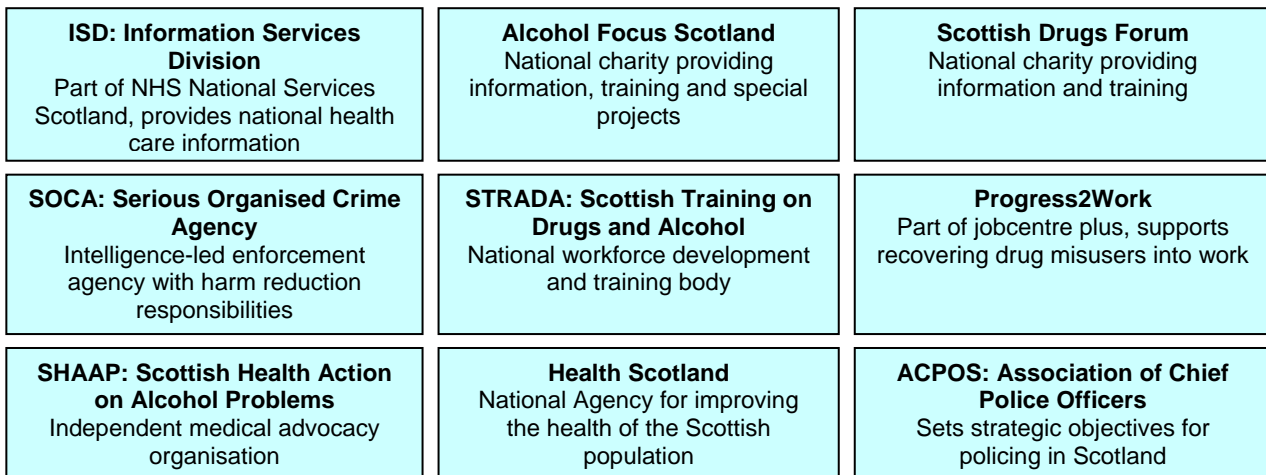 ISD: Information Services
Division
Part of NHS National Services
Scotland, provides national health
care information
Alcohol Focus Scotland
National charity providing
information, training and special
projects
Scottish Drugs Forum
National charity providing
information and training
SOCA: Serious Organised Crime
Agency
Intelligence-led enforcement
agency with harm reduction
responsibilities
STRADA: Scottish Training on
Drugs and Alcohol
National workforce development
and training body
Progress2Work
Part of jobcentre plus, supports
recovering drug misusers into work
SHAAP: Scottish Health Action
on Alcohol Problems
Independent medical advocacy
organisation
Health Scotland
National Agency for improving
the health of the Scottish
population
ACPOS: Association of Chief
Police Officers
Sets strategic objectives for
policing in Scotland